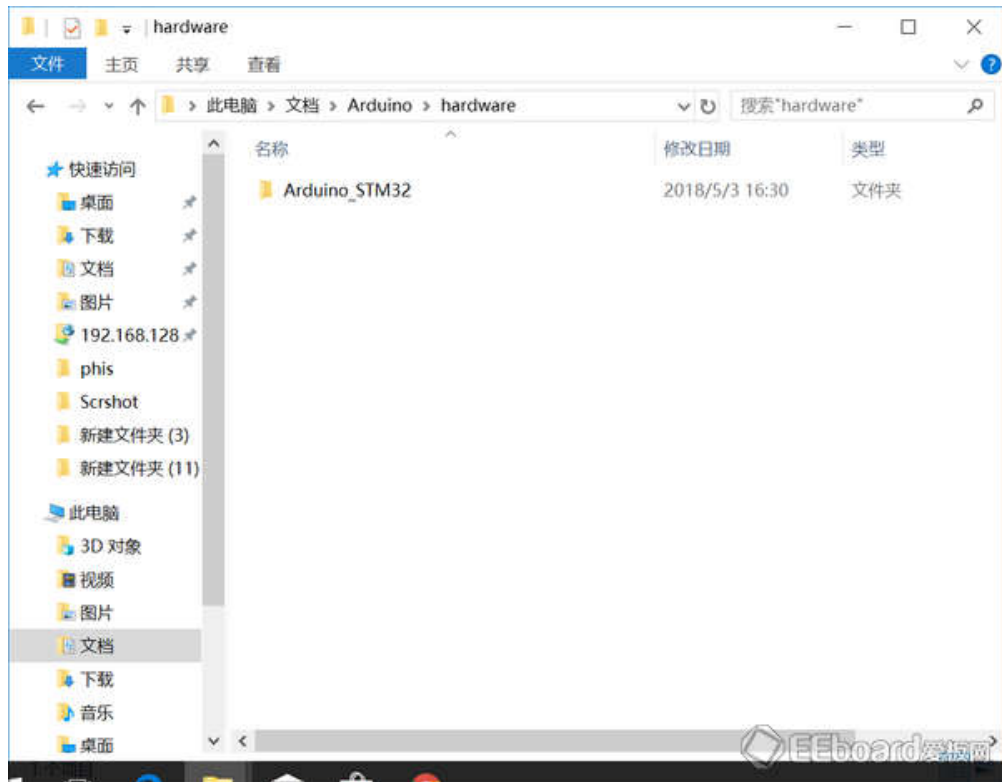 hardware
文件 主页 共享 查看
此电脑 › 文档 › Arduino › hardware 搜索"hardware"
名称 修改日期 类型
Arduino_STM32 2018/5/3 16:30 文件夹
快速访问
桌面
下载
文档
图片
192.168.128
phis
Scrshot
新建文件夹 (3)
新建文件夹 (11)
此电脑
3D 对象
视频
图片
文档
下载
音乐
桌面
EEboard爱板网